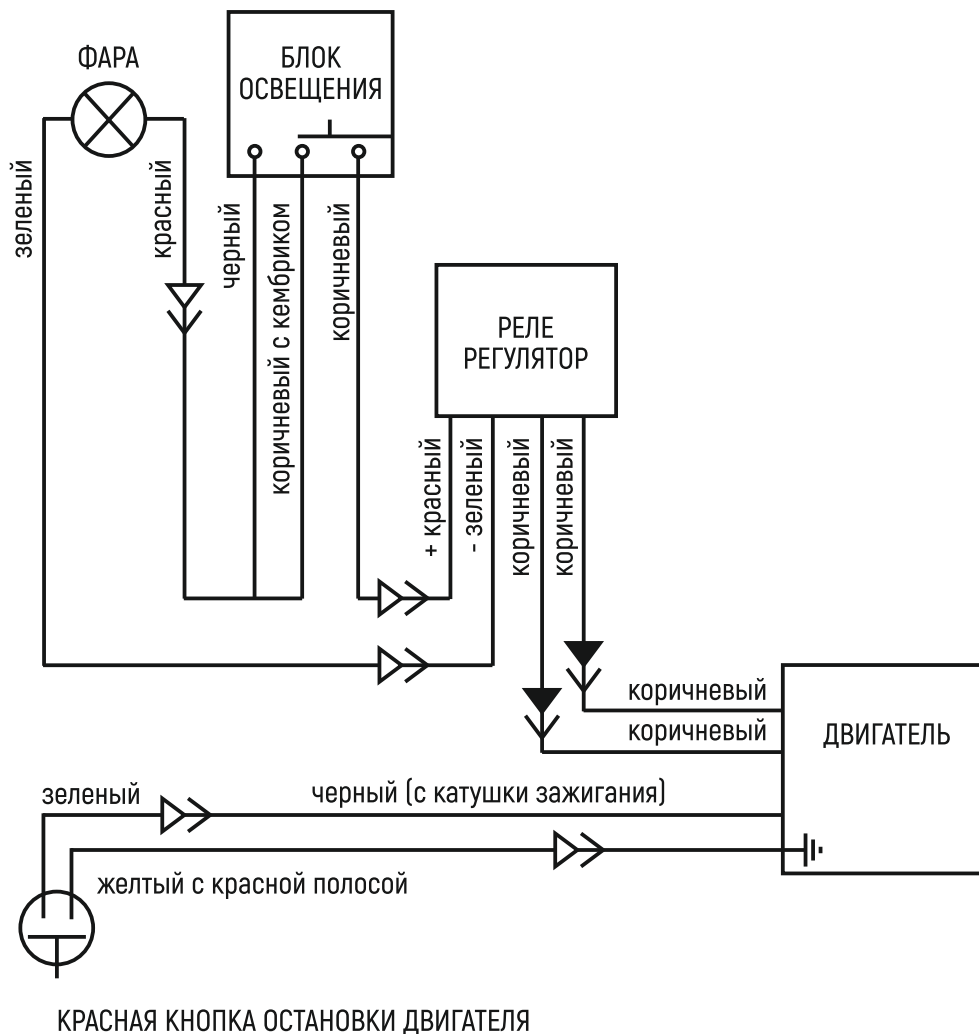 ФАРА
БЛОК
ОСВЕЩЕНИЯ
зеленый
красный
черный
коричневый с кембриком
коричневый
РЕЛЕ
РЕГУЛЯТОР
+ красный
- зеленый
коричневый
коричневый
коричневый
коричневый
ДВИГАТЕЛЬ
зеленый
черный (с катушки зажигания)
желтый с красной полосой
КРАСНАЯ КНОПКА ОСТАНОВКИ ДВИГАТЕЛЯ